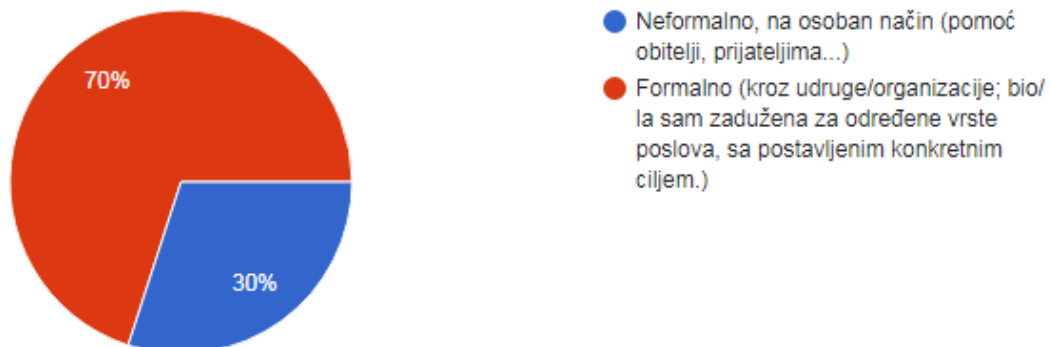 70%
30%
Neformalno, na osoban način (pomoć
obitelji, prijateljima...)
Formalno (kroz udruge/organizacije; bio/
la sam zadužena za određene vrste
poslova, sa postavljenim konkretnim
ciljem.)